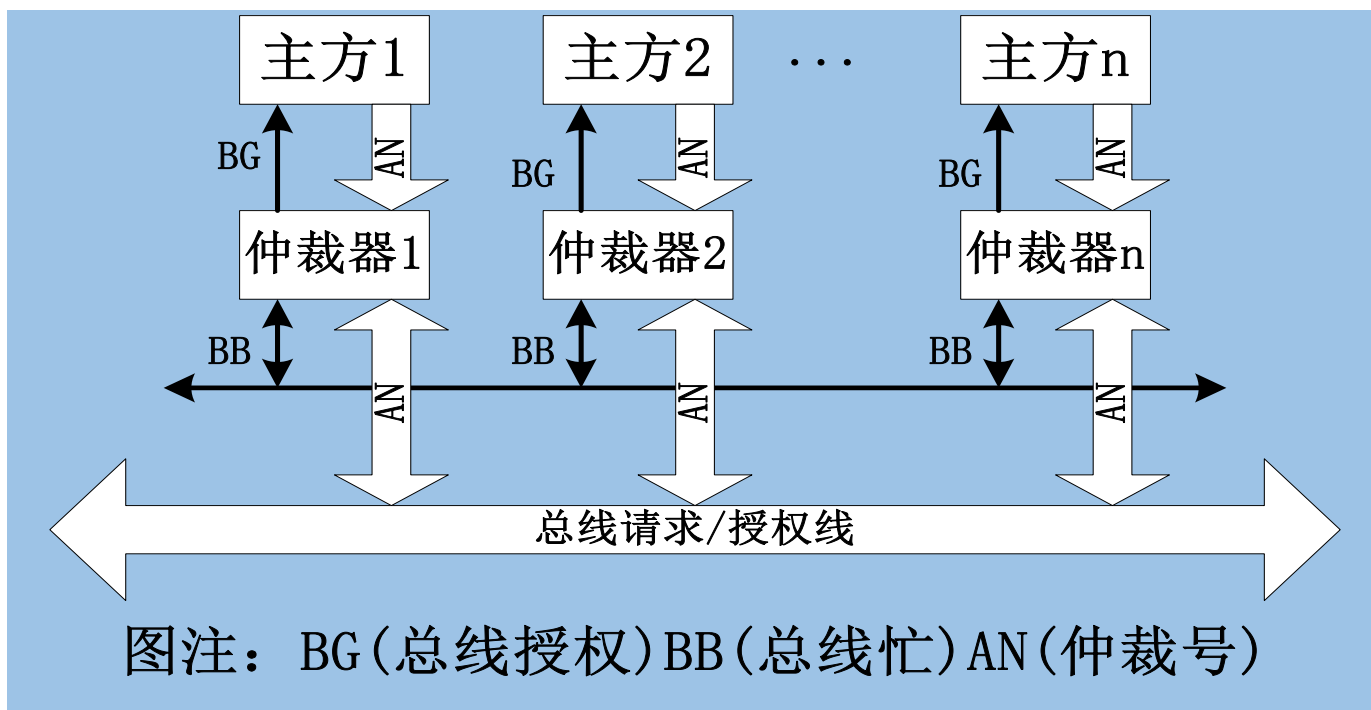 主方1 主方2 ··· 主方n
BG AN BG AN BG AN
仲裁器1 仲裁器2 仲裁器n
BB BB BB
AN AN AN
总线请求/授权线
图注：BG(总线授权)BB(总线忙)AN(仲裁号)